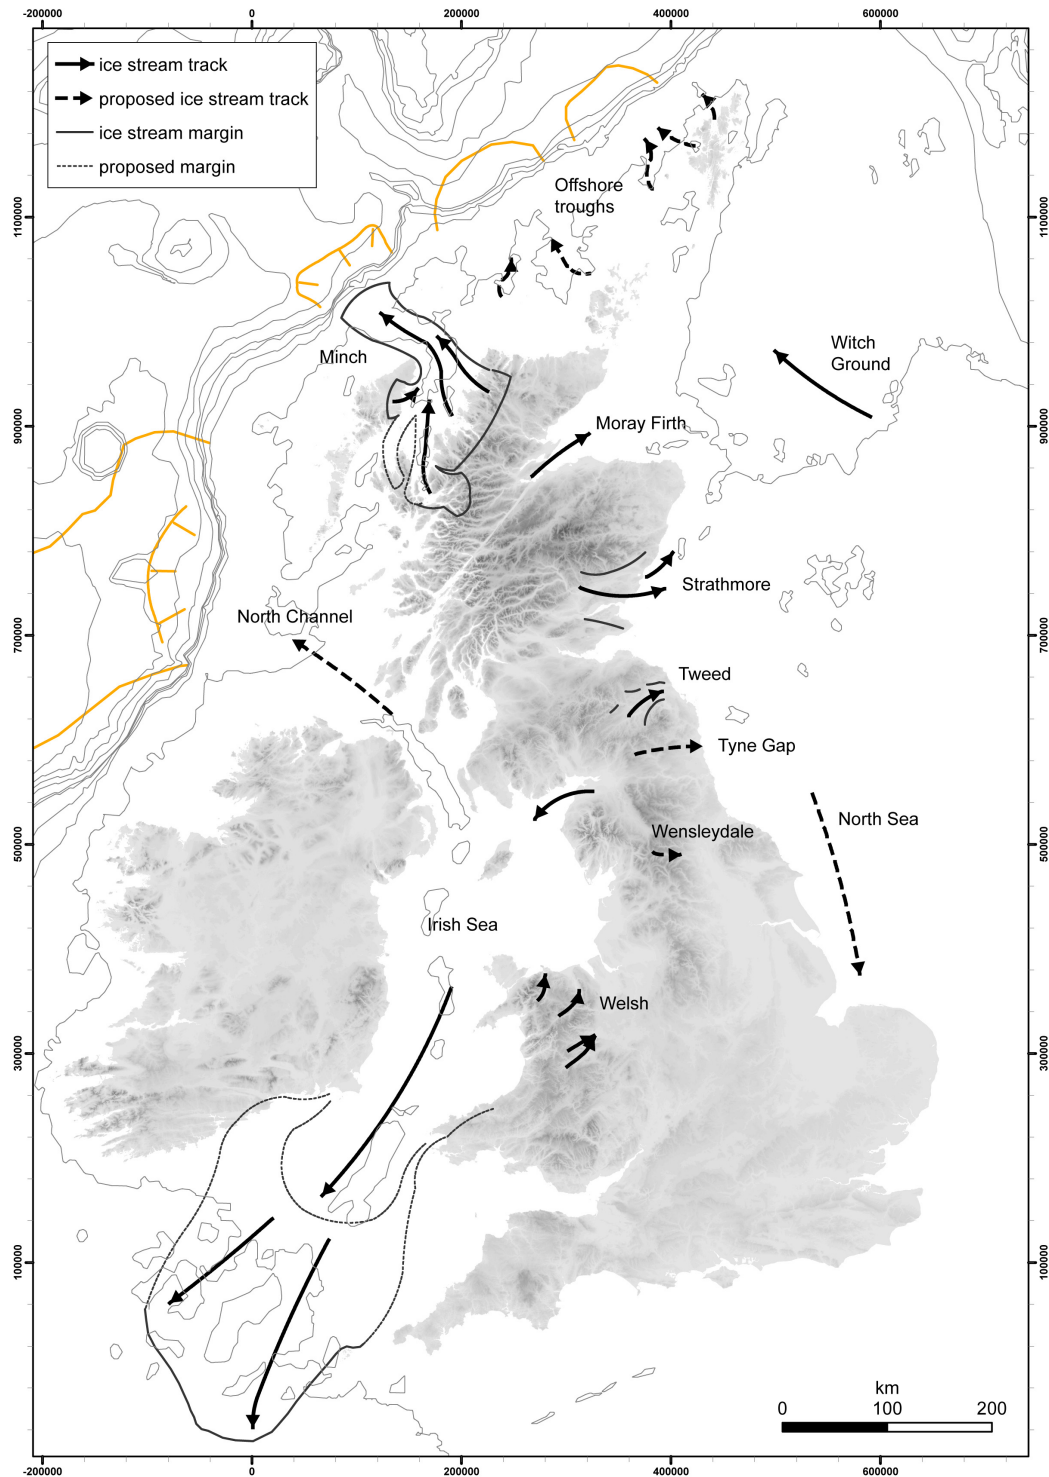 -200000
0
200000
400000
600000
ice stream track
proposed ice stream track
ice stream margin
proposed margin
Offshore
troughs
1100000
1100000
Witch
Ground
Minch
Moray Firth
900000
900000
Strathmore
North Channel
700000
700000
Tweed
Tyne Gap
North Sea
Wensleydale
500000
500000
Irish Sea
Welsh
300000
300000
100000
100000
km
0
100
200
-200000
0
200000
400000
600000